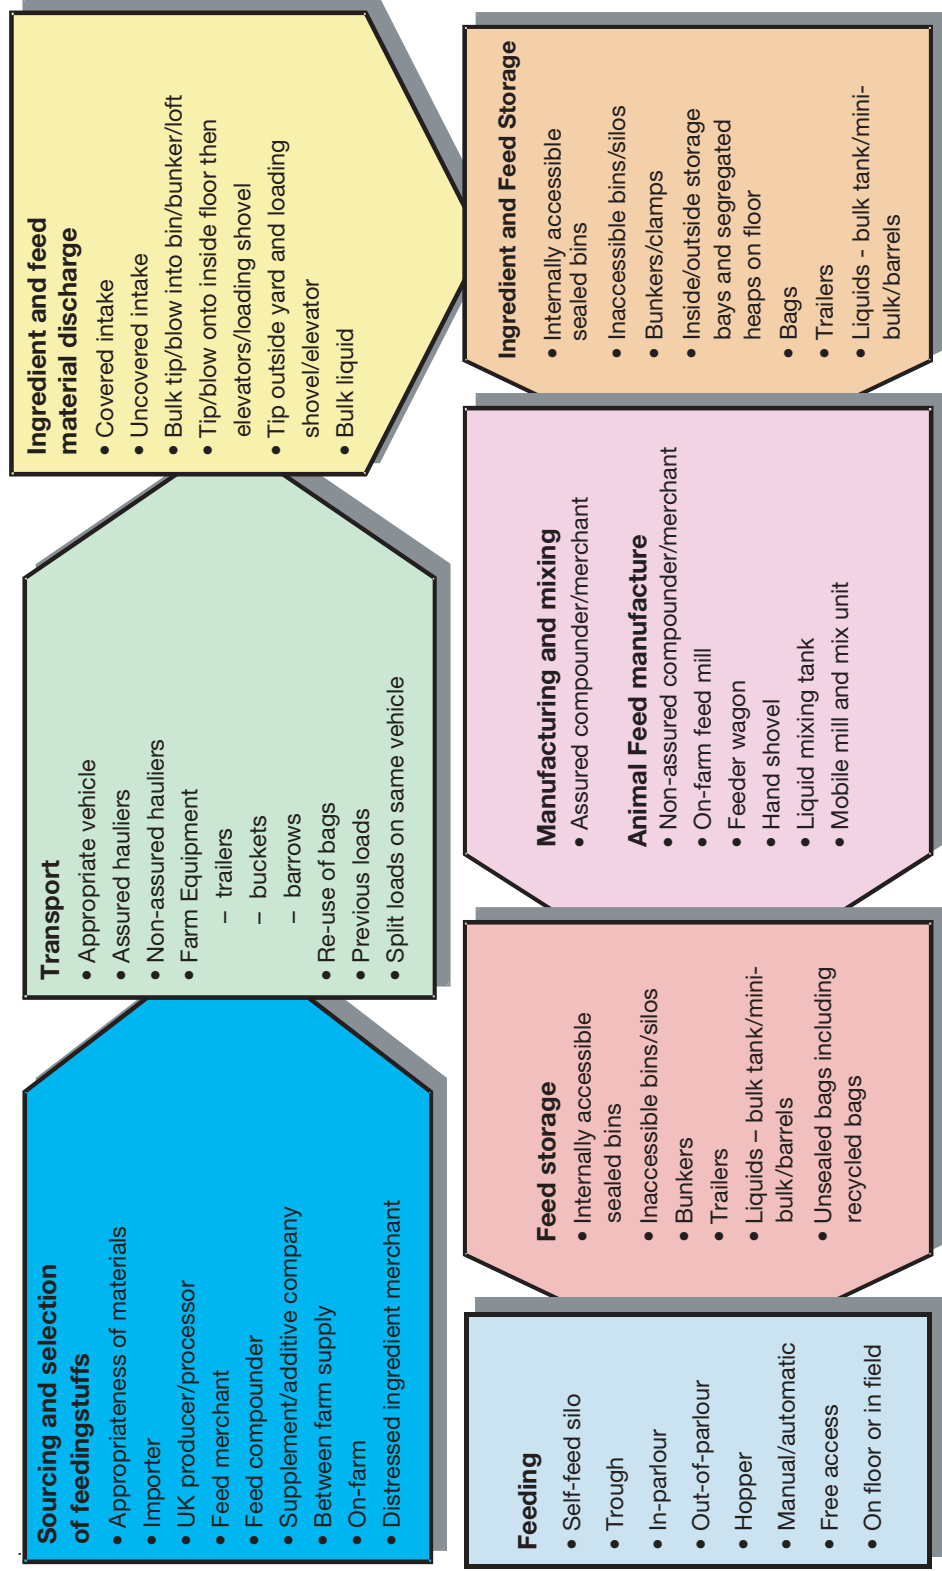 Sourcing and selection
of feedingstuffs
• Appropriateness of materials
• Importer
• UK producer/processor
• Feed merchant
• Feed compounder
• Supplement/additive company
• Between farm supply
• On-farm
• Distressed ingredient merchant
Transport
• Appropriate vehicle
• Assured hauliers
• Non-assured hauliers
• Farm Equipment
– trailers
– buckets
– barrows
• Re-use of bags
• Previous loads
• Split loads on same vehicle
Ingredient and feed
material discharge
• Covered intake
• Uncovered intake
• Bulk tip/blow into bin/bunker/loft
• Tip/blow onto inside floor then
elevators/loading shovel
• Tip outside yard and loading
shovel/elevator
• Bulk liquid
Ingredient and Feed Storage
• Internally accessible
sealed bins
• Inaccessible bins/silos
• Bunkers/clamps
• Inside/outside storage
bays and segregated
heaps on floor
• Bags
• Trailers
• Liquids - bulk tank/mini-
bulk/barrels
Manufacturing and mixing
• Assured compounder/merchant
Animal Feed manufacture
• Non-assured compounder/merchant
• On-farm feed mill
• Feeder wagon
• Hand shovel
• Liquid mixing tank
• Mobile mill and mix unit
Feed storage
• Internally accessible
sealed bins
• Inaccessible bins/silos
• Bunkers
• Trailers
• Liquids – bulk tank/mini-
bulk/barrels
• Unsealed bags including
recycled bags
Feeding
• Self-feed silo
• Trough
• In-parlour
• Out-of-parlour
• Hopper
• Manual/automatic
• Free access
• On floor or in field